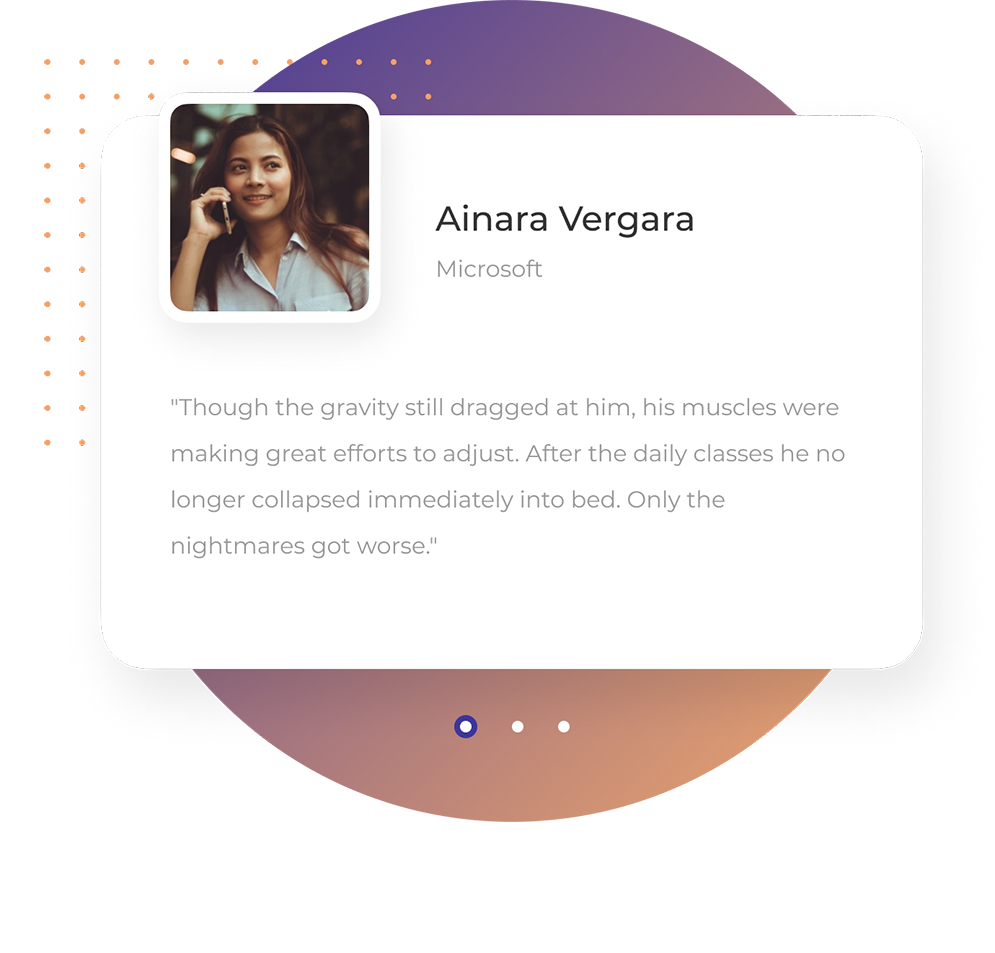 Ainara Vergara
Microsoft
"Though the gravity still dragged at him, his muscles were
making great efforts to adjust. After the daily classes he no
longer collapsed immediately into bed. Only the
nightmares got worse."